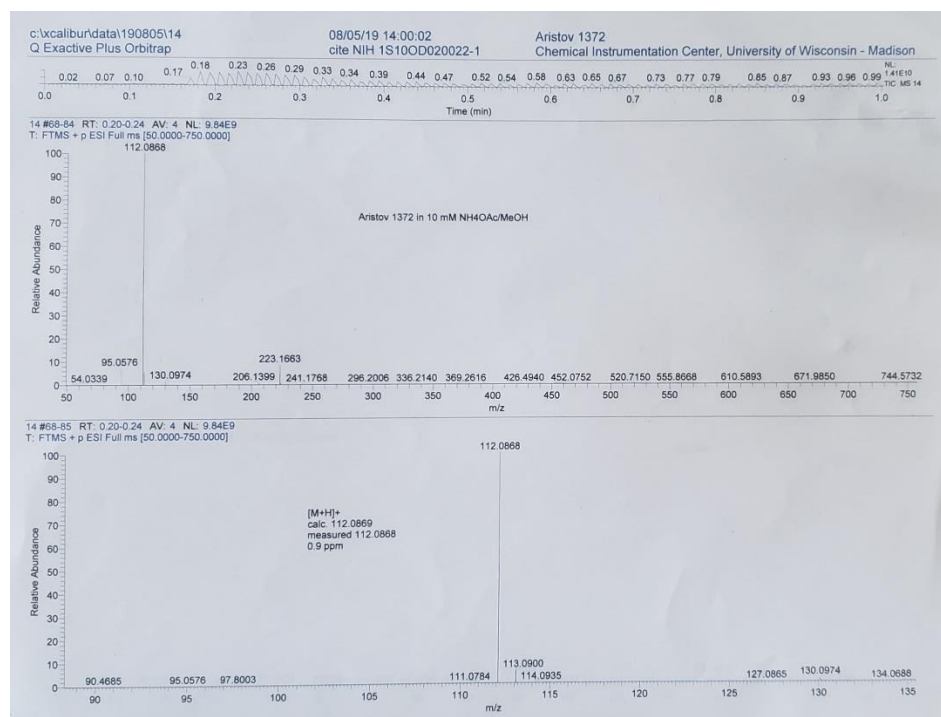 c:\xcalibur\data\190805\14 08/05/19 14:00:02 Aristov 1372
Q Exactive Plus Orbitrap cite NIH 1S10OD020022-1 Chemical Instrumentation Center, University of Wisconsin - Madison
0.02 0.07 0.10 0.17 0.18 0.23 0.26 0.29 0.33 0.34 0.39 0.44 0.47 0.52 0.54 0.58 0.63 0.65 0.67 0.73 0.77 0.79 0.85 0.87 0.93 0.96 0.99
NL:
1.41E10
TIC MS 14
0.0 0.1 0.2 0.3 0.4 0.5 0.6 0.7 0.8 0.9 1.0
Time (min)
14 #68-84 RT: 0.20-0.24 AV: 4 NL: 9.84E9
T: FTMS + p ESI Full ms [50.0000-750.0000]
112.0868
100
90
80
70
60
50
40
30
20
10
0
Relative Abundance
Aristov 1372 in 10 mM NH4OAc/MeOH
95.0576 223.1663
54.0339 130.0974 206.1399 241.1768 296.2006 336.2140 369.2616 426.4940 452.0752 520.7150 555.8668 610.5893 671.9850 744.5732
50 100 150 200 250 300 350 400 450 500 550 600 650 700 750
m/z
14 #68-85 RT: 0.20-0.24 AV: 4 NL: 9.84E9
T: FTMS + p ESI Full ms [50.0000-750.0000]
112.0868
100
90
80
70
60
50
40
30
20
10
0
Relative Abundance
[M+H]+
calc. 112.0869
measured 112.0868
0.9 ppm
113.0900
90.4685 95.0576 97.8003 111.0784 114.0935 127.0865 130.0974 134.0688
90 95 100 105 110 115 120 125 130 135
m/z